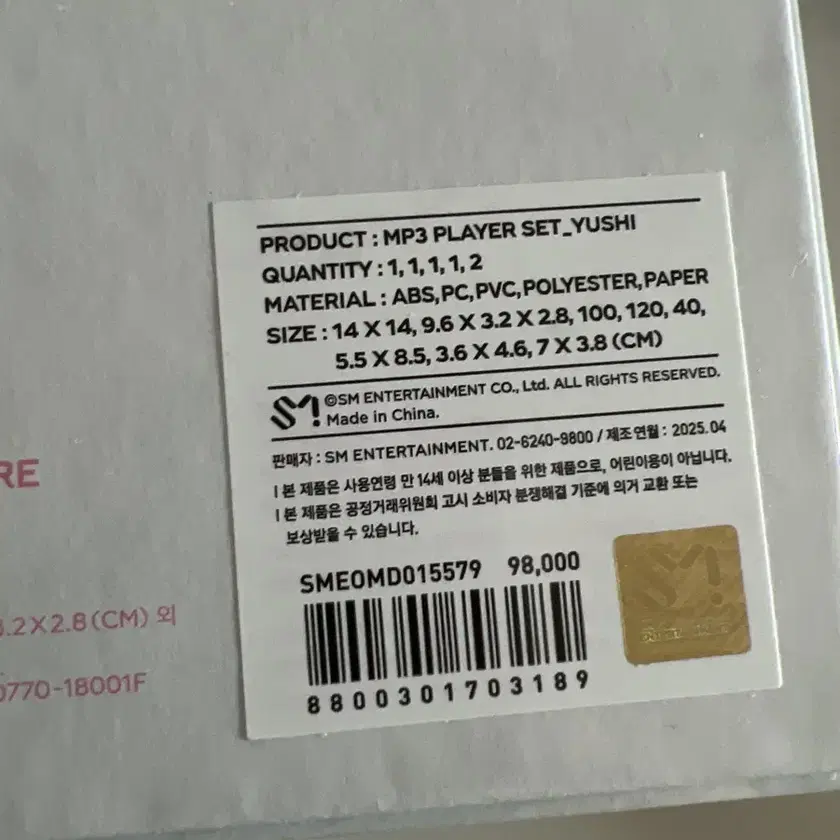 PRODUCT : MP3 PLAYER SET_YUSHI
QUANTITY : 1, 1, 1, 1, 2
MATERIAL : ABS,PC,PVC,POLYESTER,PAPER
SIZE : 14 X 14, 9.6 X 3.2 X 2.8, 100, 120, 40,
5.5 X 8.5, 3.6 X 4.6, 7 X 3.8 (CM)
SM! ©SM ENTERTAINMENT CO., Ltd. ALL RIGHTS RESERVED.
Made in China.
판매자 : SM ENTERTAINMENT. 02-6240-9800 / 제조연월 : 2025.04
| 본 제품은 사용연령 만 14세 이상 분들을 위한 제품으로, 어린이용이 아닙니다.
| 본 제품은 공정거래위원회 고시 소비자 분쟁해결 기준에 의거 교환 또는
보상받을 수 있습니다.
SMEOMD015579 98,000
8800301703189
SM!
RE
.2X2.8(CM) 외
0770-18001F